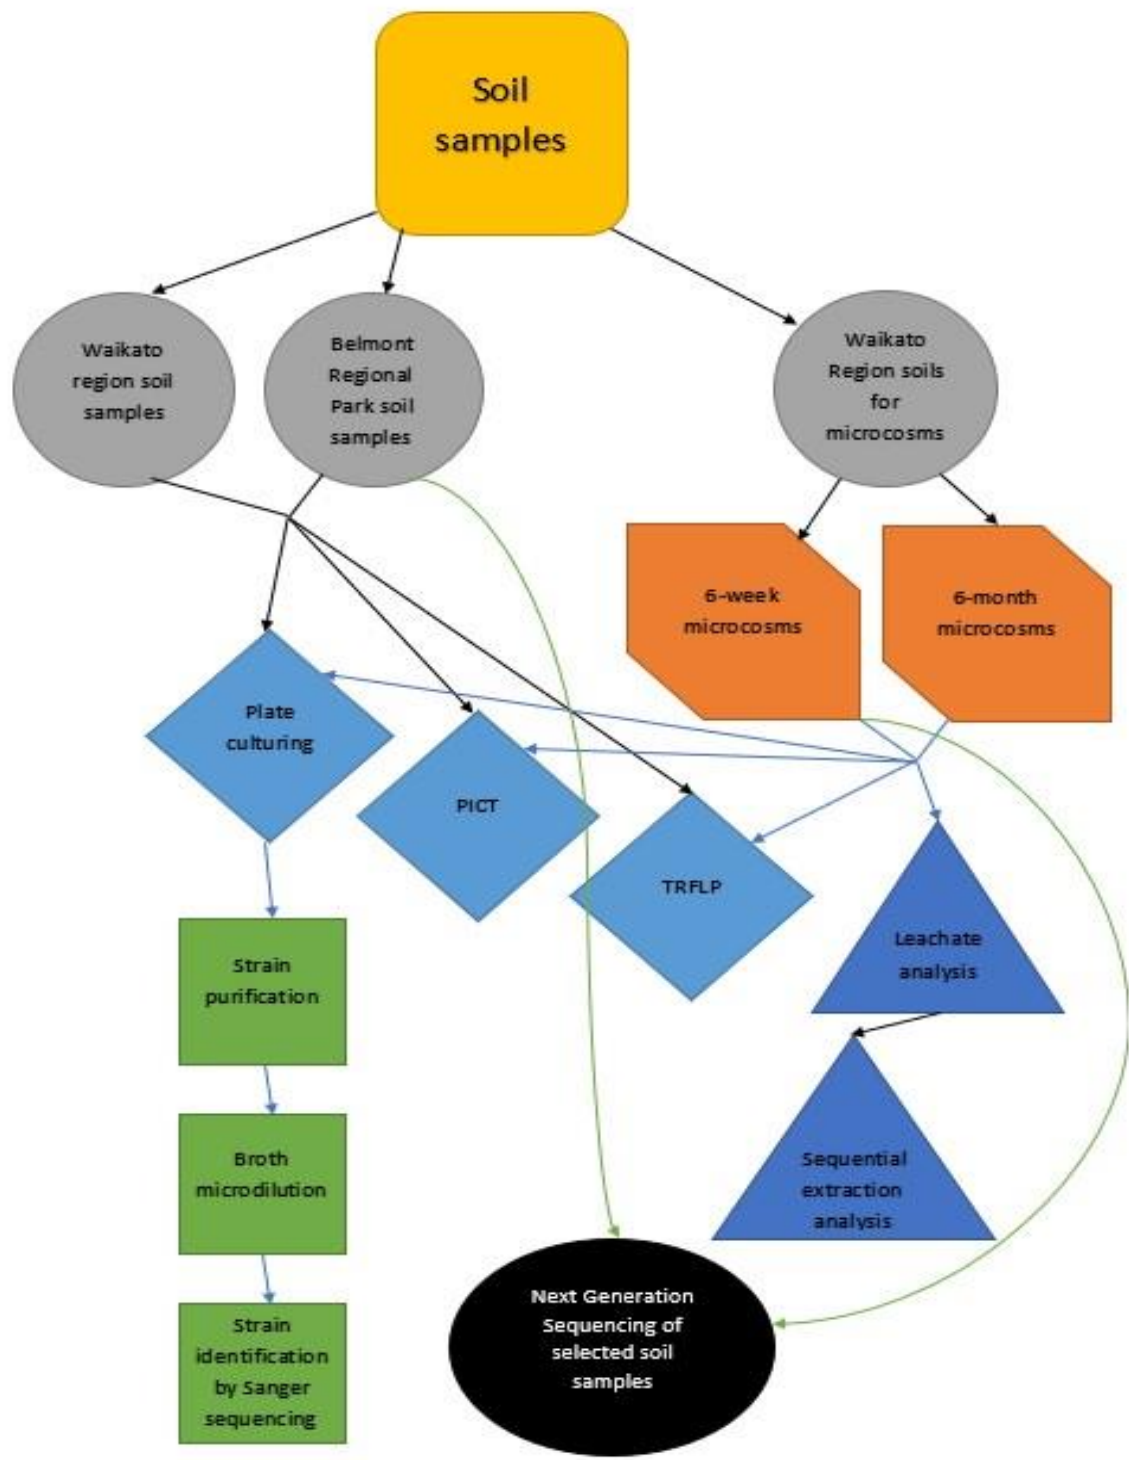 Soil
samples
Waikato
region soil
samples
Belmont
Regional
Park soil
samples
Waikato
Region soils
for
microcosms
6-week
microcosms
6-month
microcosms
Plate
culturing
PICT
TRFLP
Leachate
analysis
Strain
purification
Broth
microdilution
Sequential
extraction
analysis
Strain
identification
by Sanger
sequencing
Next Generation
Sequencing of
selected soil
samples